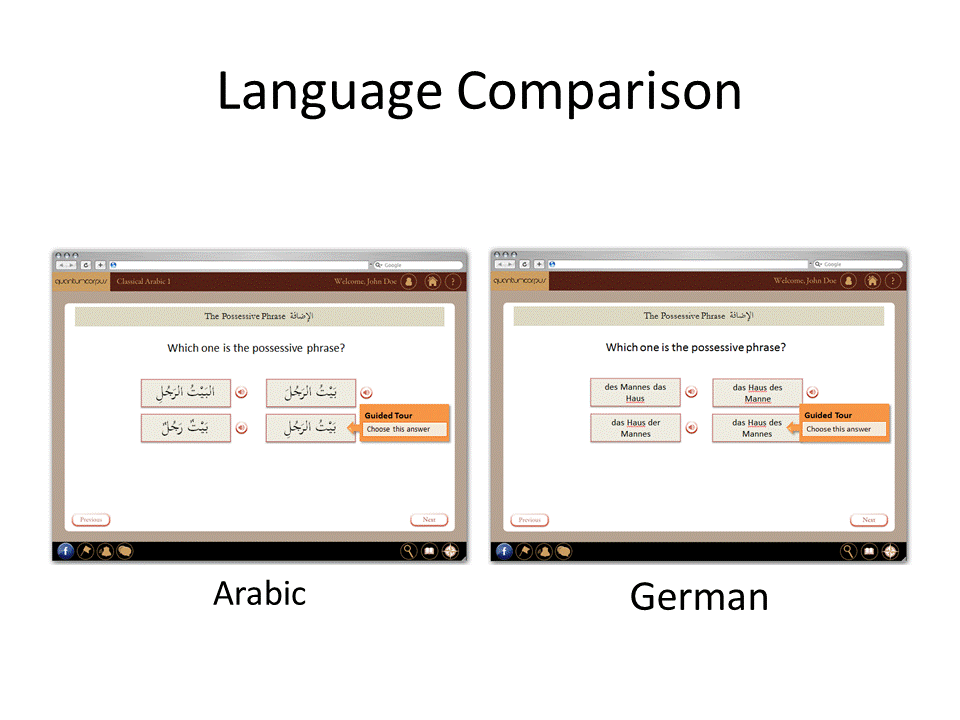 Language Comparison
Google
quantumcorpus
Classical Arabic 1
Welcome, John Doe
?
The Possessive Phrase الإضافة
Which one is the possessive phrase?
البَيْتُ الرَجُلِ
بَيْتُ الرَجُلَ
بَيْتٌ رَجُلٌ
بَيْتُ الرَجُلِ
Guided Tour
Choose this answer
Previous
Next
f
Arabic
Google
quantumcorpus
Welcome, John Doe
?
The Possessive Phrase الإضافة
Which one is the possessive phrase?
des Mannes das
Haus
das Haus des
Manne
das Haus der
Mannes
das Haus des
Mannes
Guided Tour
Choose this answer
Previous
Next
f
German